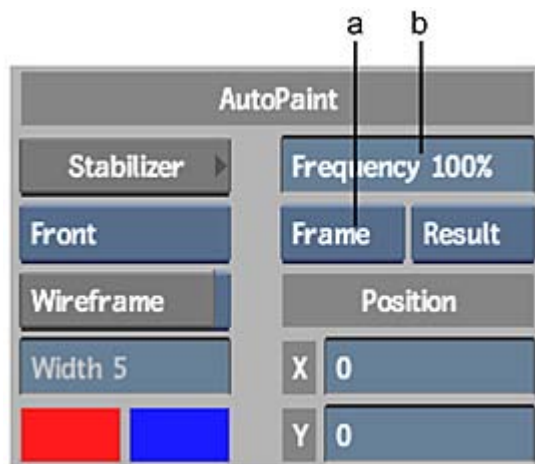 a b
AutoPaint
Stabilizer Frequency 100%
Front Frame Result
Wireframe Position
Width 5 X 0
Y 0